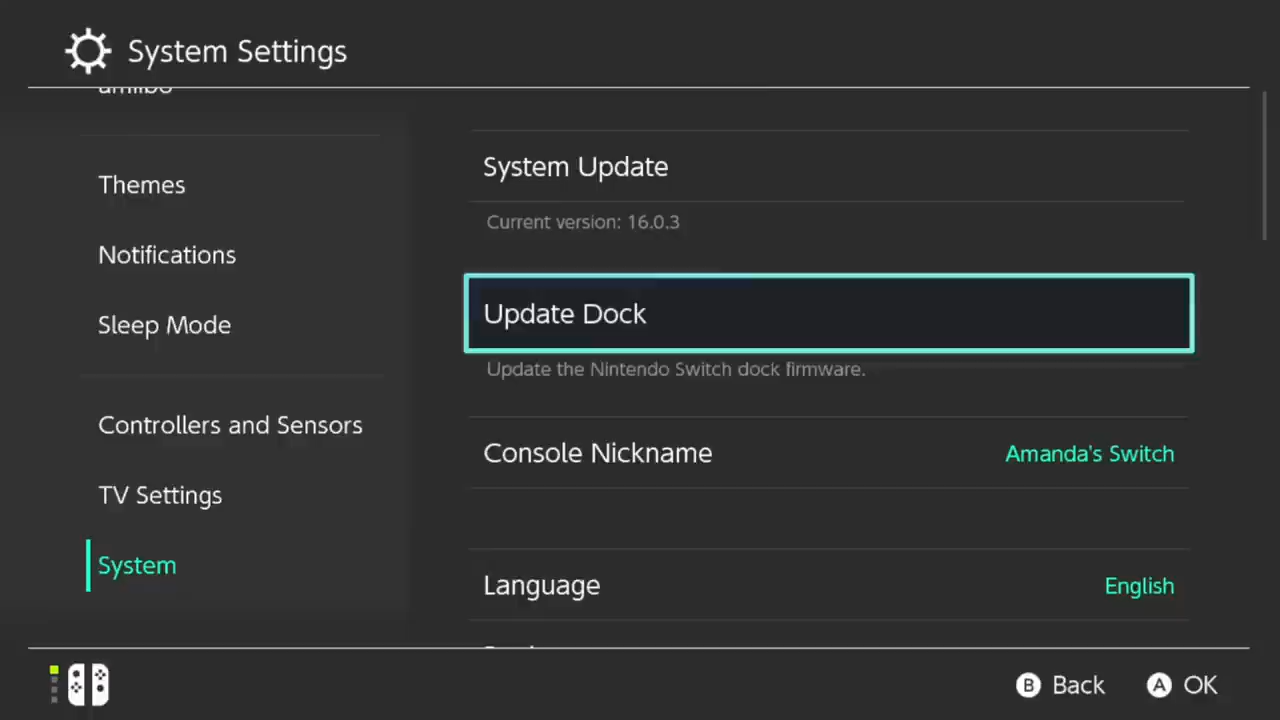 System Settings
amiibo
Themes
Notifications
Sleep Mode
Controllers and Sensors
TV Settings
System
System Update
Current version: 16.0.3
Update Dock
Update the Nintendo Switch dock firmware.
Console Nickname Amanda's Switch
Language English
B Back A OK